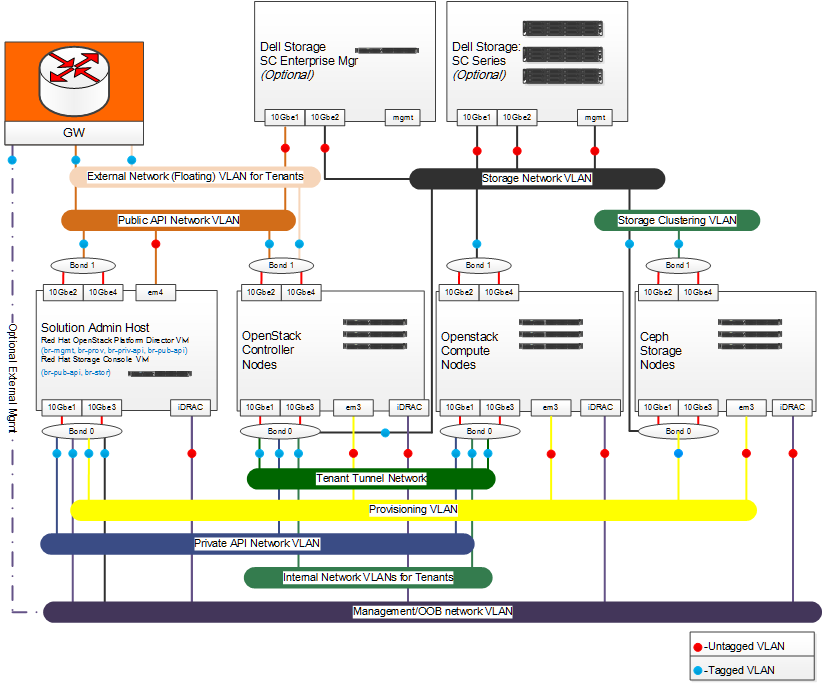 Dell Storage
SC Enterprise Mgr
(Optional)
Dell Storage:
SC Series
(Optional)
10Gbe1 10Gbe2 mgmt
10Gbe1 10Gbe2 mgmt
GW
External Network (Floating) VLAN for Tenants
Storage Network VLAN
Public API Network VLAN
Storage Clustering VLAN
Bond 1
Bond 1
Bond 1
Bond 1
10Gbe2 10Gbe4 em4
10Gbe2 10Gbe4
10Gbe2 10Gbe4
10Gbe2 10Gbe4
Optional External Mgmt
Solution Admin Host
Red Hat OpenStack Platform Director VM
(br-mgmt, br-prov, br-priv-api, br-pub-api)
Red Hat Storage Console VM
(br-pub-api, br-stor)
OpenStack
Controller
Nodes
Openstack
Compute
Nodes
Ceph
Storage
Nodes
10Gbe1 10Gbe3 iDRAC
10Gbe1 10Gbe3 em3 iDRAC
10Gbe1 10Gbe3 em3 iDRAC
10Gbe1 10Gbe3 em3 iDRAC
Bond 0
Bond 0
Bond 0
Bond 0
Tenant Tunnel Network
Provisioning VLAN
Private API Network VLAN
Internal Network VLANs for Tenants
Management/OOB network VLAN
-Untagged VLAN
-Tagged VLAN